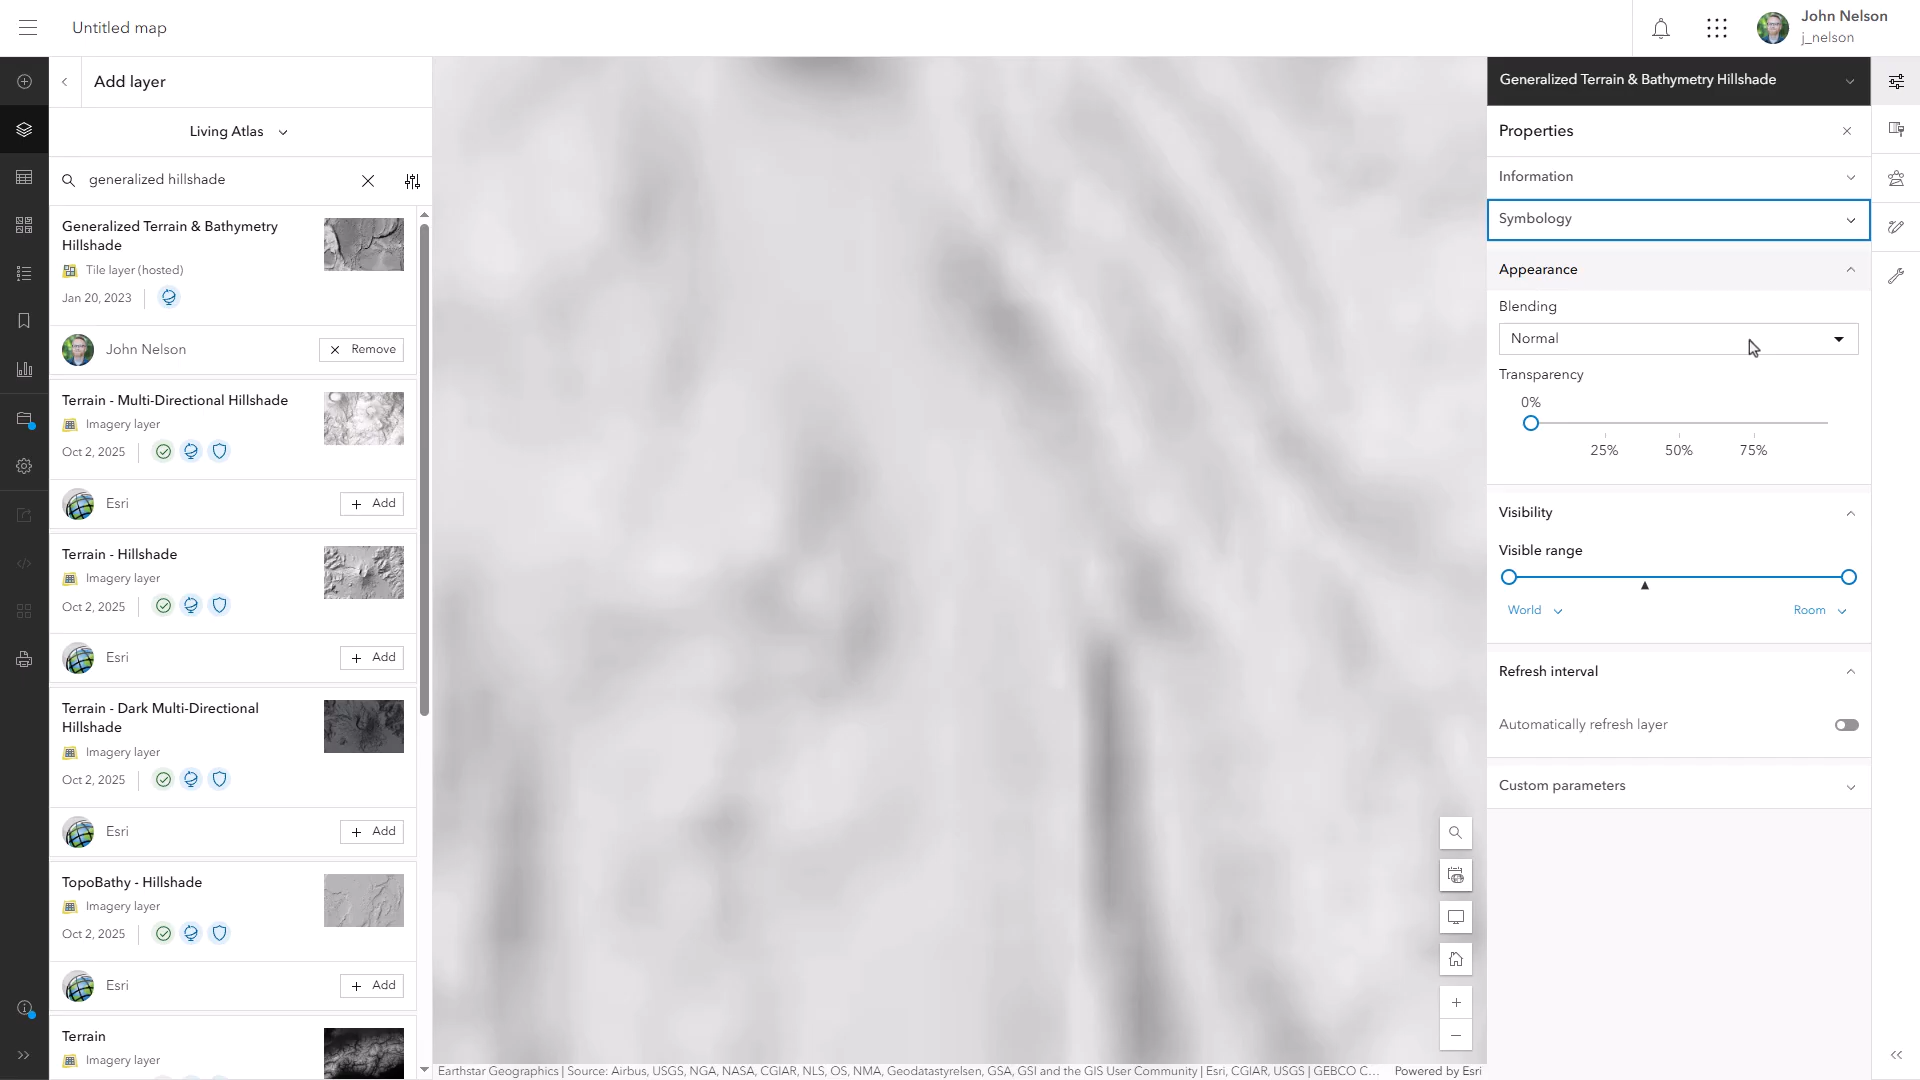 Untitled map
John Nelson
j_nelson
Add layer
Living Atlas
generalized hillshade
Generalized Terrain & Bathymetry
Hillshade
Tile layer (hosted)
Jan 20, 2023
John Nelson
Remove
Terrain - Multi-Directional Hillshade
Imagery layer
Oct 2, 2025
Esri
Add
Terrain - Hillshade
Imagery layer
Oct 2, 2025
Esri
Add
Terrain - Dark Multi-Directional
Hillshade
Imagery layer
Oct 2, 2025
Esri
Add
TopoBathy - Hillshade
Imagery layer
Oct 2, 2025
Esri
Add
Terrain
Imagery layer
Generalized Terrain & Bathymetry Hillshade
Properties
Information
Symbology
Appearance
Blending
Normal
Transparency
0%
25% 50% 75%
Visibility
Visible range
World Room
Refresh interval
Automatically refresh layer
Custom parameters
Earthstar Geographics | Source: Airbus, USGS, NGA, NASA, CGIAR, NLS, OS, NMA, Geodatastyrelsen, GSA, GSI and the GIS User Community | Esri, CGIAR, USGS | GEBCO C... Powered by Esri